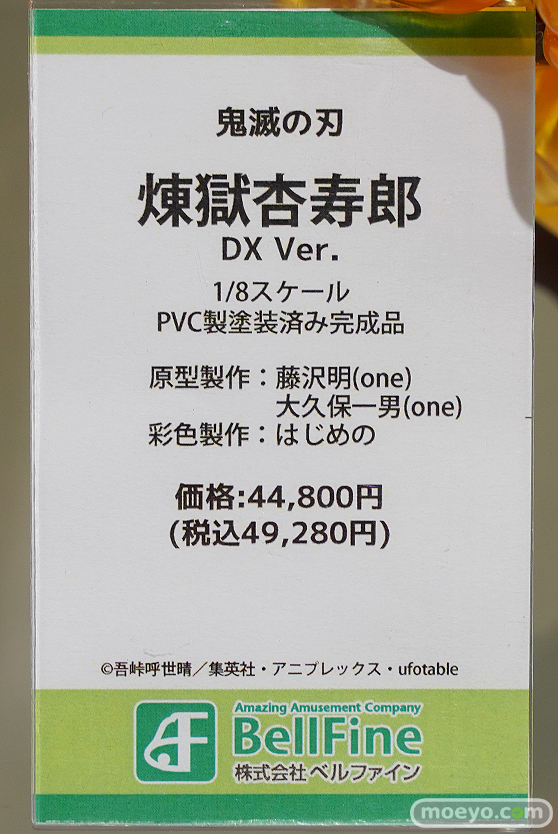 鬼滅の刃
煉獄杏寿郎
DX Ver.
1/8スケール
PVC製塗装済み完成品
原型製作：藤沢明(one)
大久保一男(one)
彩色製作：はじめの
価格:44,800円
(税込49,280円)
©吾峠呼世晴／集英社・アニプレックス・ufotable
Amazing Amusement Company
BellFine
株式会社ベルファイン
moeyo.com